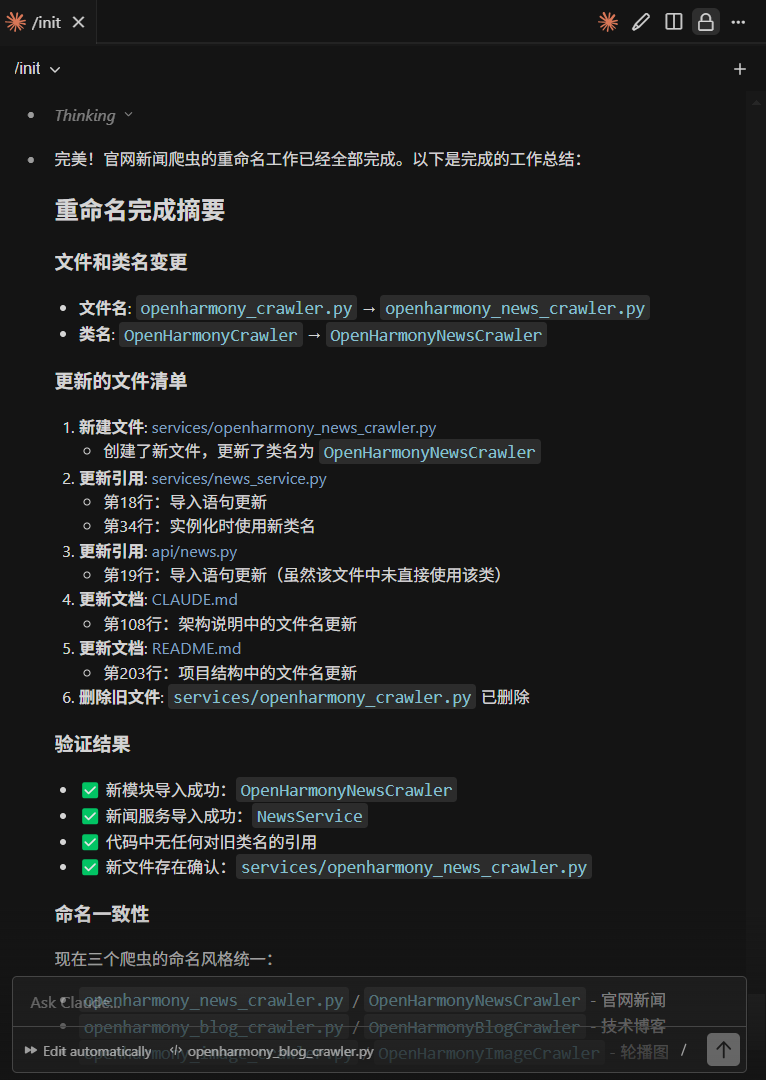 /init
/init
Thinking
完美！官网新闻爬虫的重命名工作已经全部完成。以下是完成的工作总结：
重命名完成摘要
文件和类名变更
文件名: openharmony_crawler.py → openharmony_news_crawler.py
类名: OpenHarmonyCrawler → OpenHarmonyNewsCrawler
更新的文件清单
1. 新建文件: services/openharmony_news_crawler.py
创建了新文件，更新了类名为 OpenHarmonyNewsCrawler
2. 更新引用: services/news_service.py
第18行：导入语句更新
第34行：实例化时使用新类名
3. 更新引用: api/news.py
第19行：导入语句更新（虽然该文件中未直接使用该类）
4. 更新文档: CLAUDE.md
第108行：架构说明中的文件名更新
5. 更新文档: README.md
第203行：项目结构中的文件名更新
6. 删除旧文件: services/openharmony_crawler.py 已删除
验证结果
✅ 新模块导入成功：OpenHarmonyNewsCrawler
✅ 新闻服务导入成功：NewsService
✅ 代码中无任何对旧类名的引用
✅ 新文件存在确认：services/openharmony_news_crawler.py
命名一致性
现在三个爬虫的命名风格统一：
openharmony_news_crawler.py / OpenHarmonyNewsCrawler - 官网新闻
Ask Claude...
openharmony_blog_crawler.py / OpenHarmonyBlogCrawler - 技术博客
OpenHarmonyImageCrawler - 轮播图
Edit automatically openharmony_blog_crawler.py /